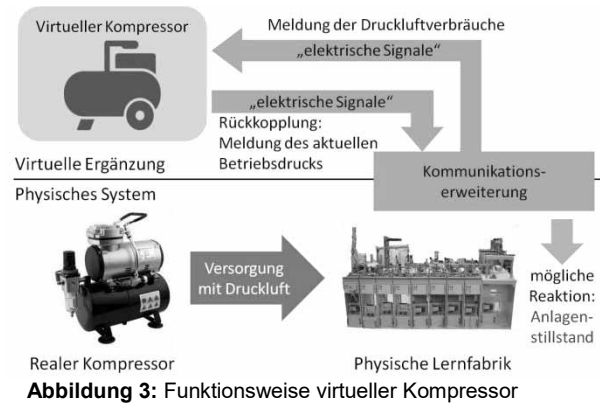 Virtueller Kompressor
Meldung der Druckluftverbräuche
„elektrische Signale“
„elektrische Signale“
Rückkopplung:
Meldung des aktuellen
Betriebsdrucks
Virtuelle Ergänzung
Kommunikations-
erweiterung
Physisches System
Versorgung
mit Druckluft
mögliche
Reaktion:
Anlagen-
stillstand
Realer Kompressor
Physische Lernfabrik
Abbildung 3: Funktionsweise virtueller Kompressor